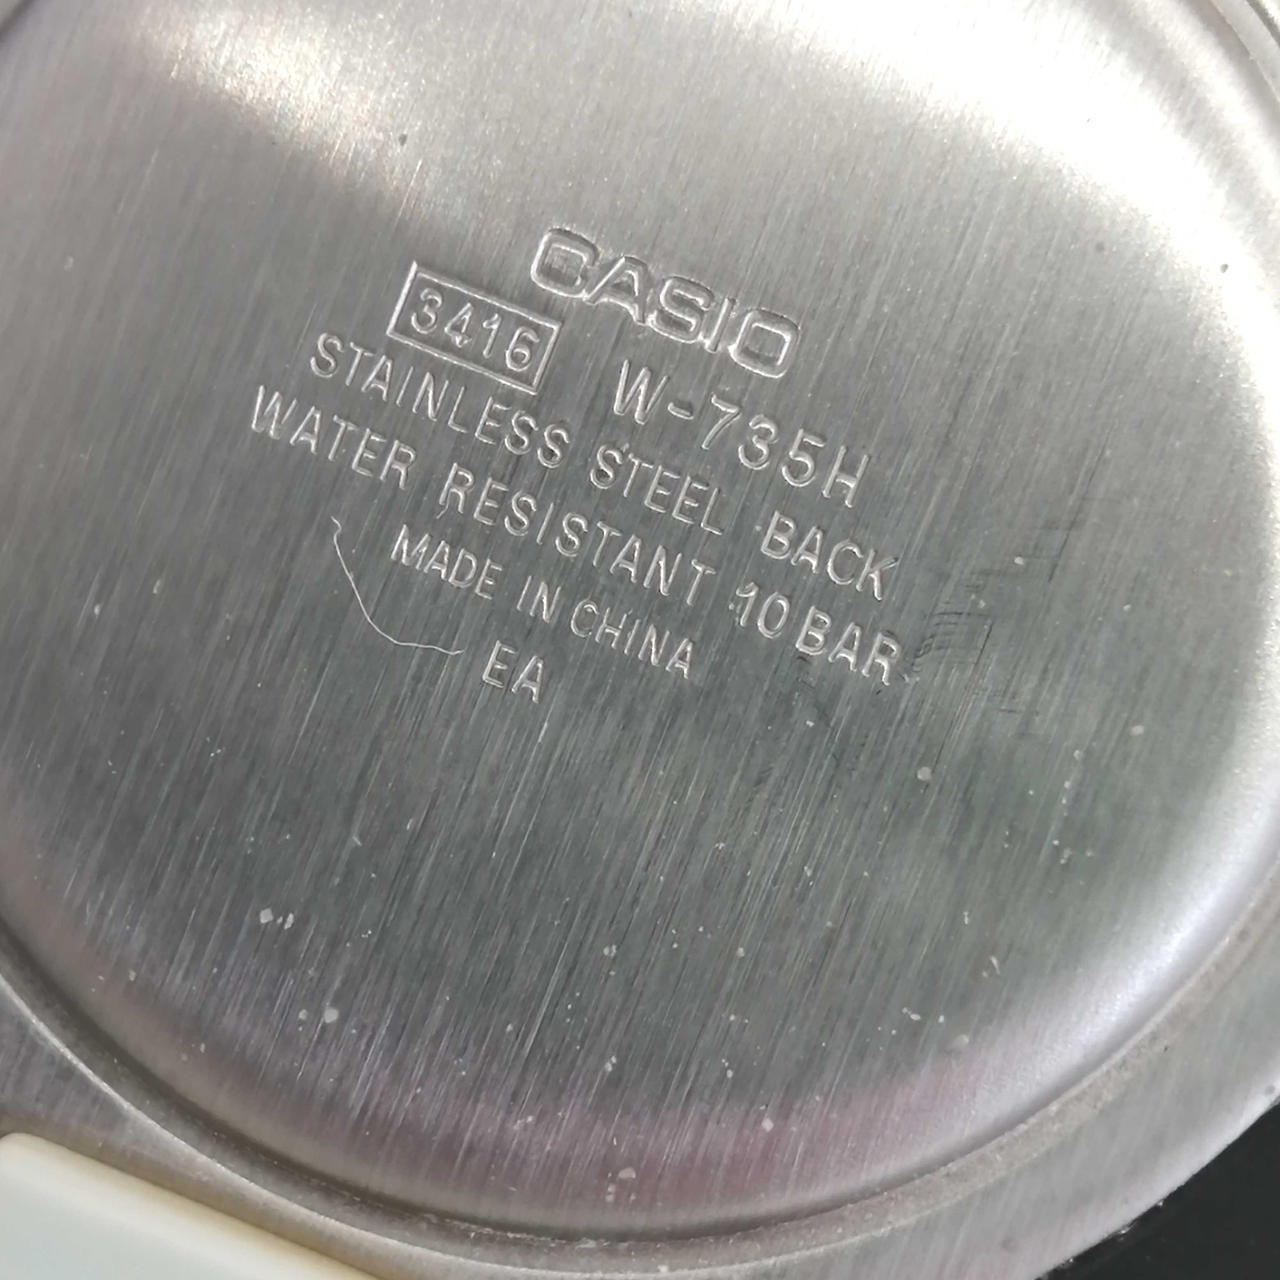 CASIO
3416 W-735H
STAINLESS STEEL BACK
WATER RESISTANT 10 BAR
MADE IN CHINA
EA